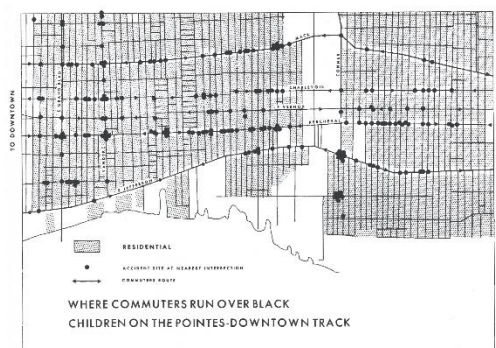 TO DOWNTOWN
MACK
CHARLEVOIX
VERNOR
KERCHEVAL
E JEFFERSON
RESIDENTIAL
ACCIDENT SITE AT NEAREST INTERSECTION
COMMUTERS ROUTE
WHERE COMMUTERS RUN OVER BLACK
CHILDREN ON THE POINTES-DOWNTOWN TRACK